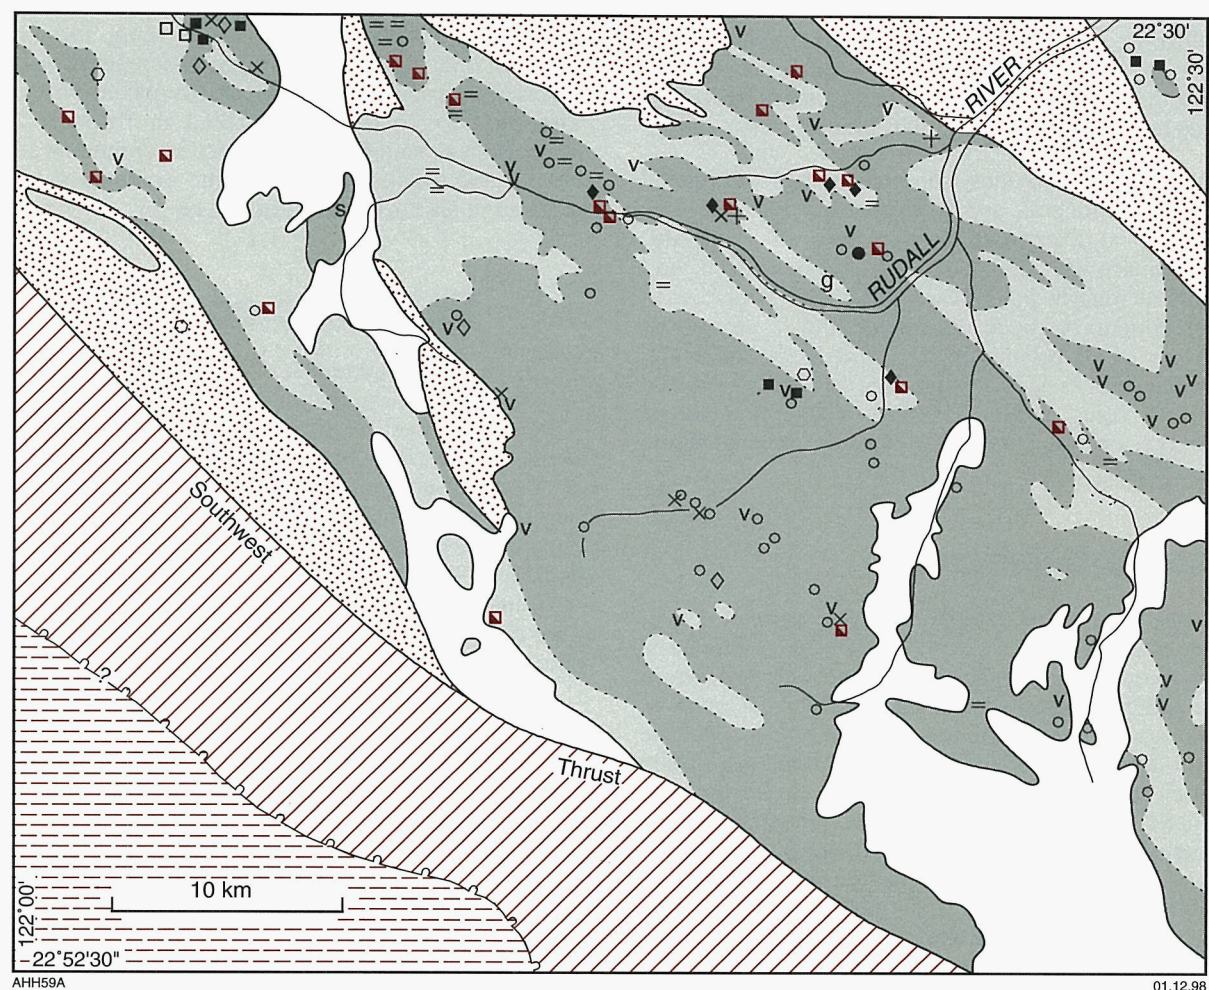 22°30'
122°30'
RIVER
RUDALL
s
g
Southwest
Thrust
?
10 km
122°00'
22°52'30"
AHH59A
01.12.98